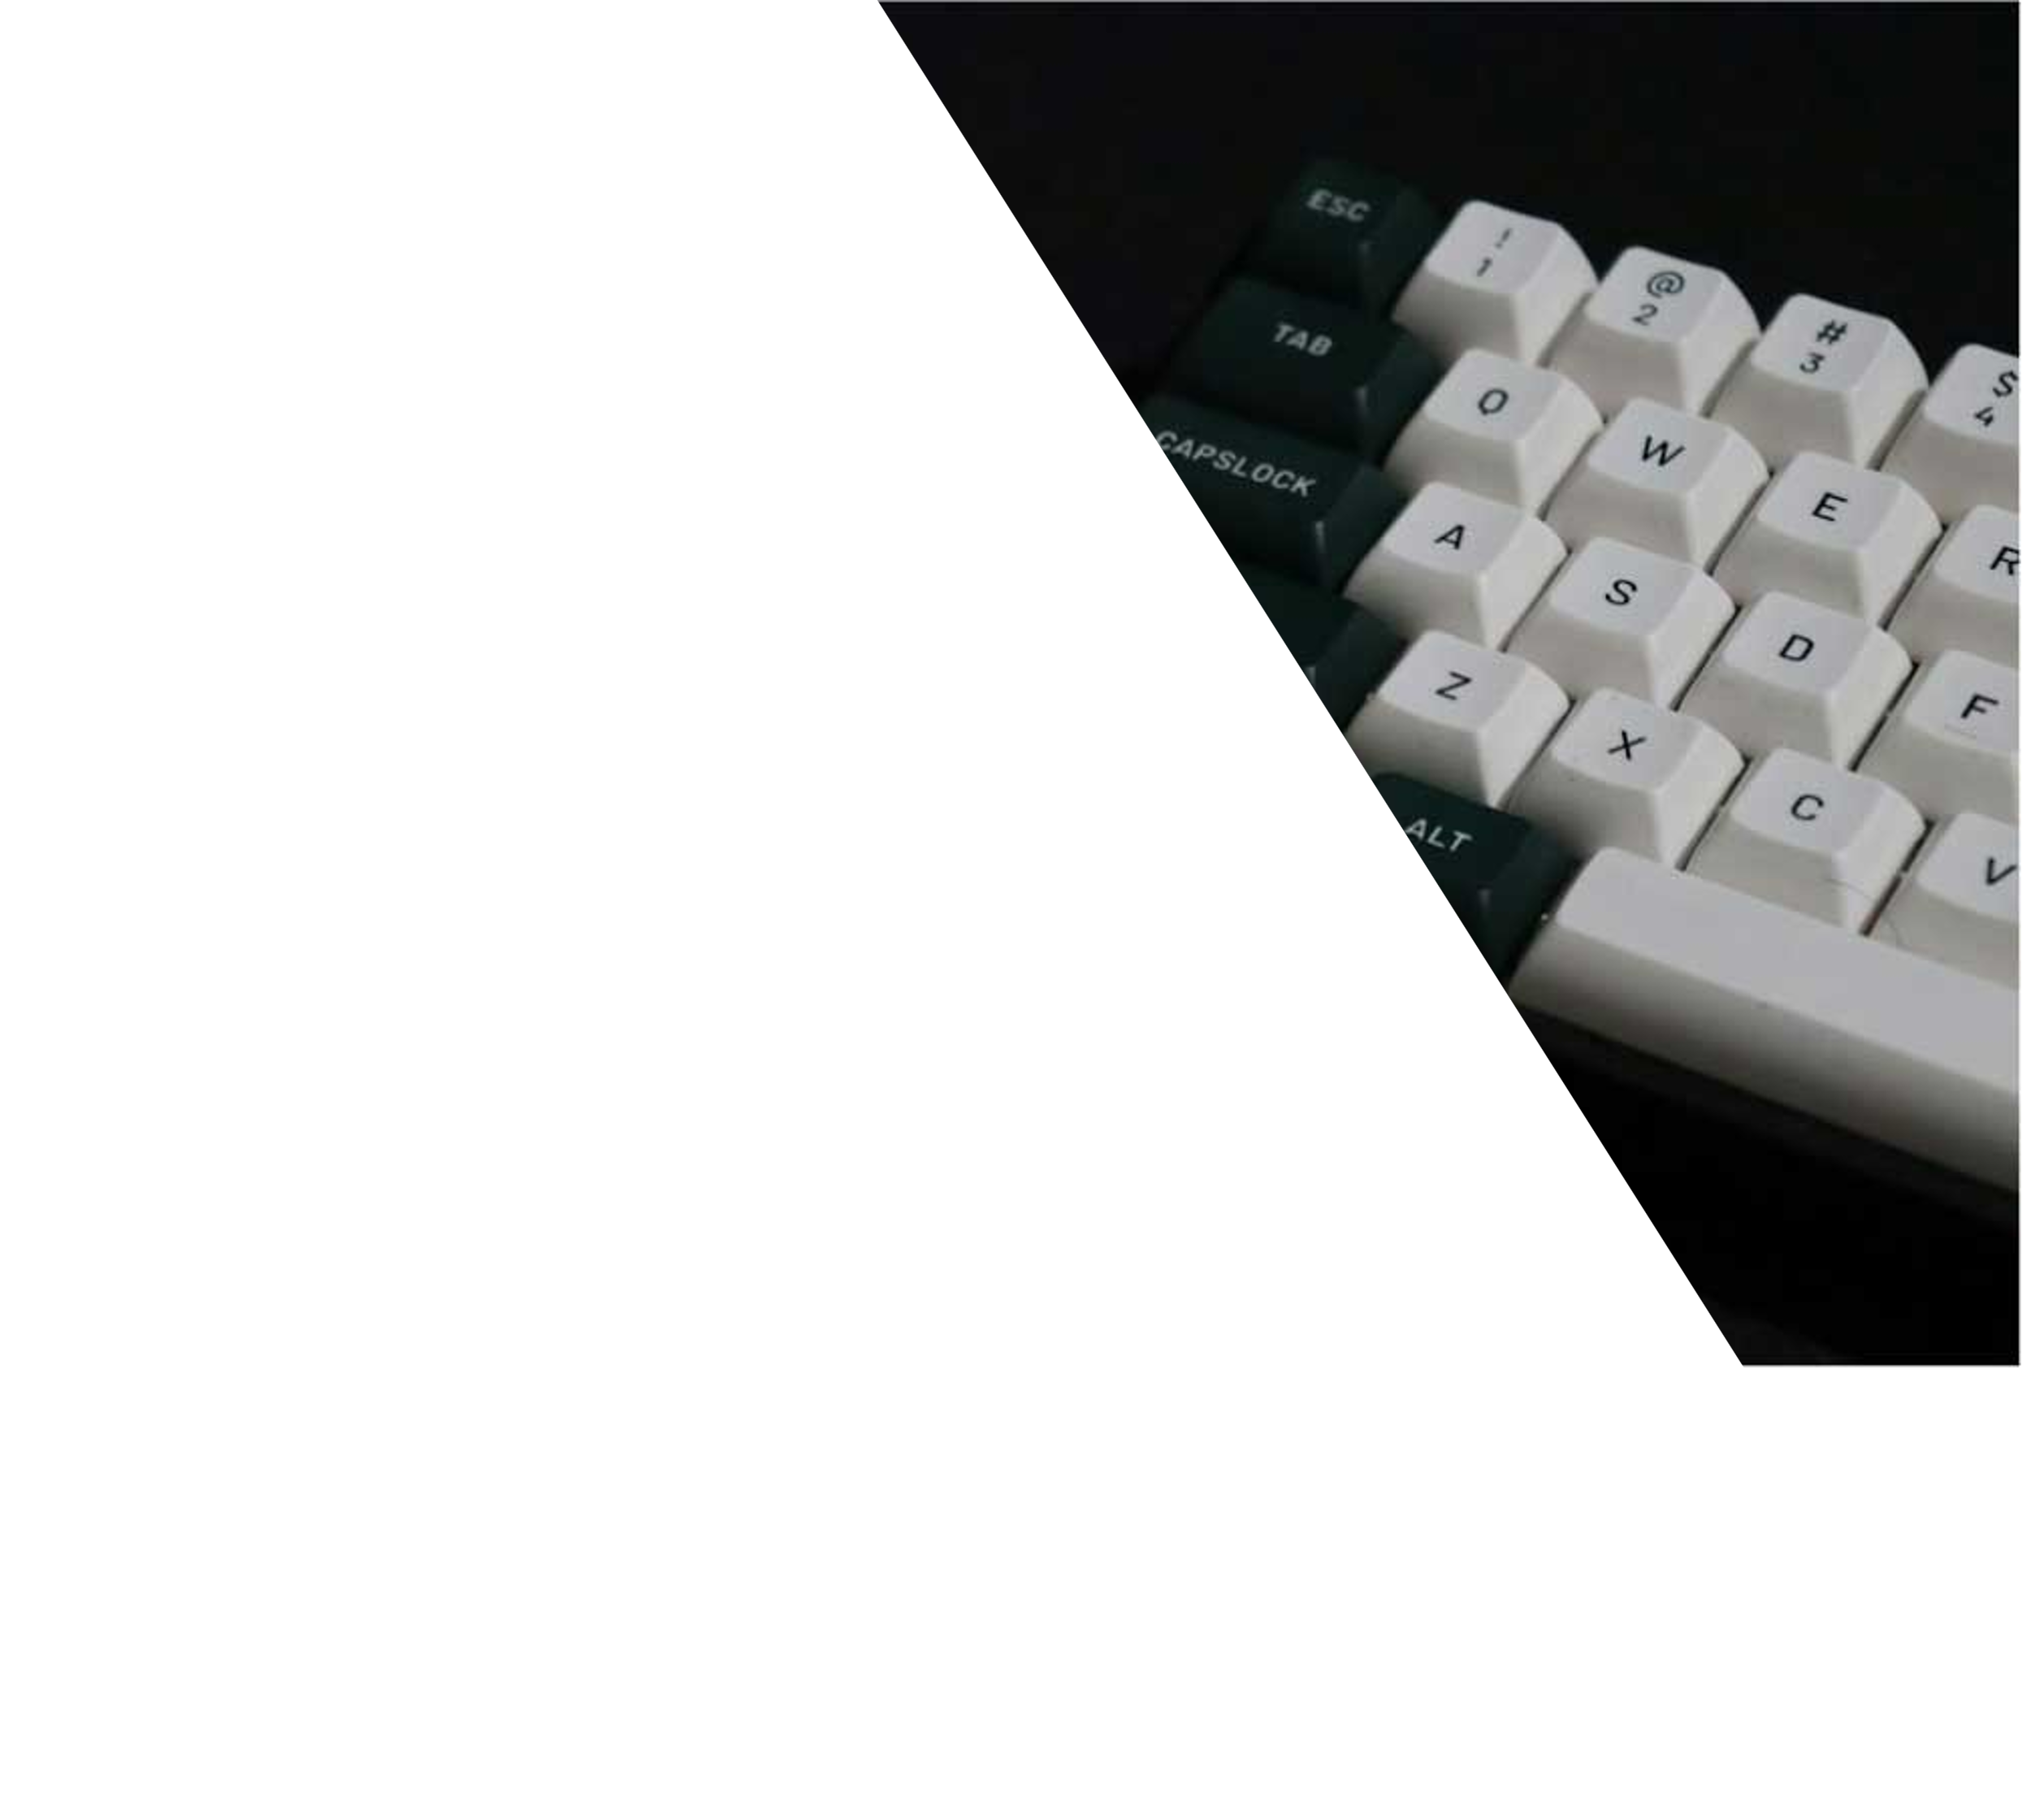 ESC ! 1 @ 2 # 3 $ 4
TAB Q W E R
CAPSLOCK A S D F
Z X C V
ALT